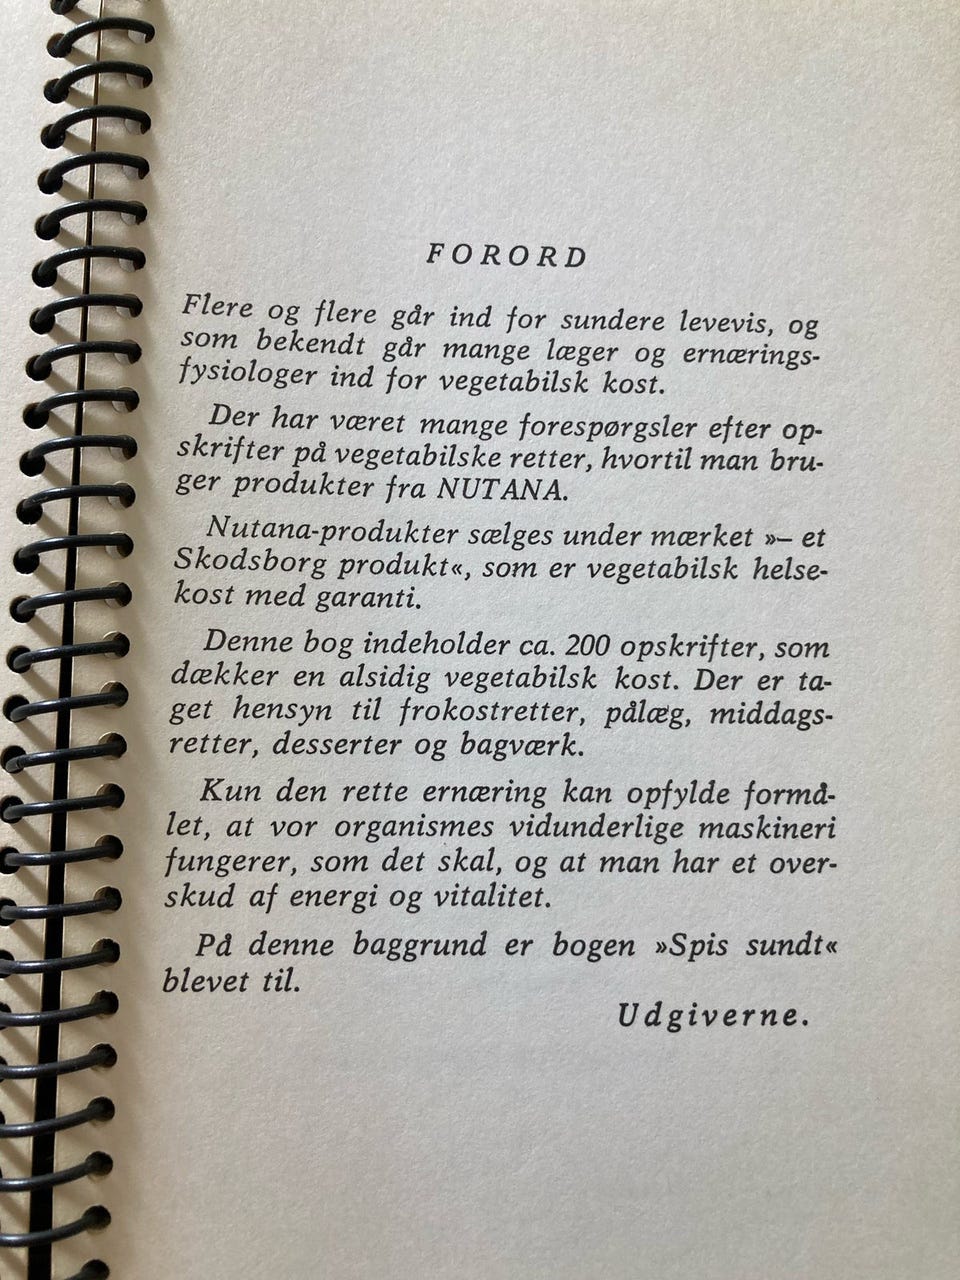 FORORD
Flere og flere går ind for sundere levevis, og
som bekendt går mange læger og ernærings-
fysiologer ind for vegetabilsk kost.
Der har været mange forespørgsler efter op-
skrifter på vegetabilske retter, hvortil man bru-
ger produkter fra NUTANA.
Nutana-produkter sælges under mærket »– et
Skodsborg produkt«, som er vegetabilsk helse-
kost med garanti.
Denne bog indeholder ca. 200 opskrifter, som
dækker en alsidig vegetabilsk kost. Der er ta-
get hensyn til frokostretter, pålæg, middags-
retter, desserter og bagværk.
Kun den rette ernæring kan opfylde formå-
let, at vor organismes vidunderlige maskineri
fungerer, som det skal, og at man har et over-
skud af energi og vitalitet.
På denne baggrund er bogen »Spis sundt«
blevet til.
Udgiverne.